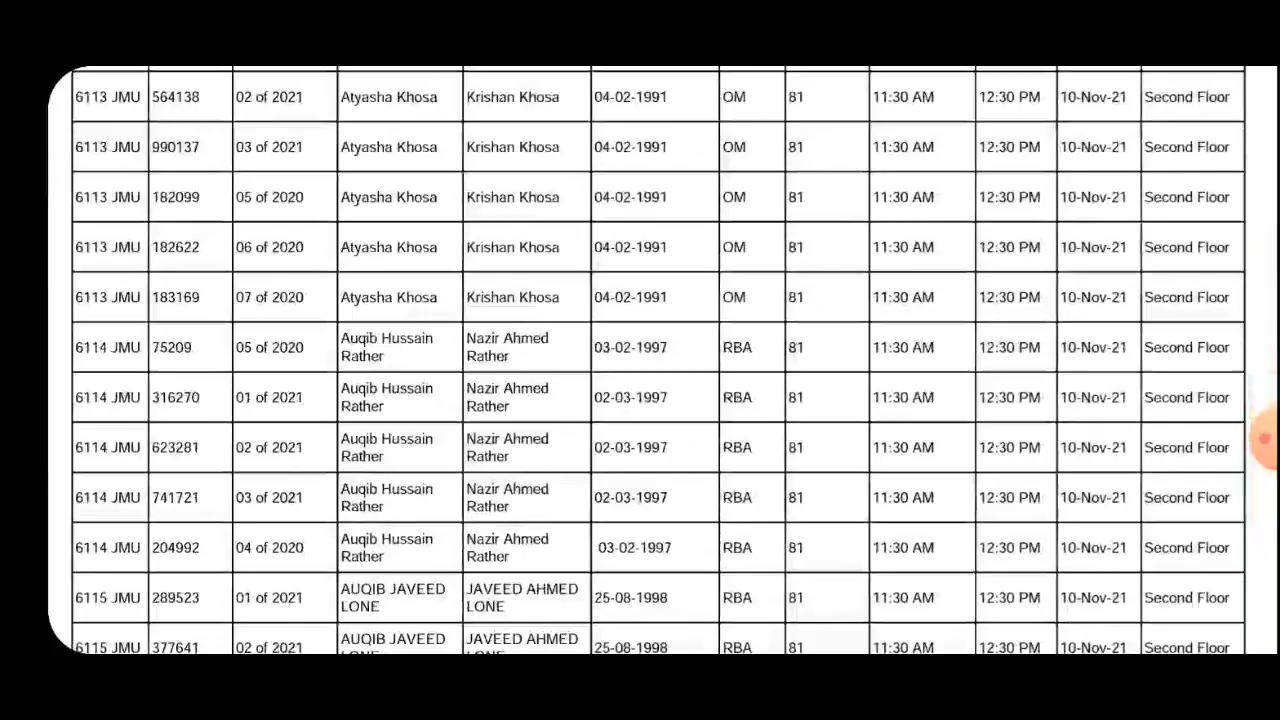 6113 JMU 564138 02 of 2021 Atyasha Khosa Krishan Khosa 04-02-1991 OM 81 11:30 AM 12:30 PM 10-Nov-21 Second Floor
6113 JMU 990137 03 of 2021 Atyasha Khosa Krishan Khosa 04-02-1991 OM 81 11:30 AM 12:30 PM 10-Nov-21 Second Floor
6113 JMU 182099 05 of 2020 Atyasha Khosa Krishan Khosa 04-02-1991 OM 81 11:30 AM 12:30 PM 10-Nov-21 Second Floor
6113 JMU 182622 06 of 2020 Atyasha Khosa Krishan Khosa 04-02-1991 OM 81 11:30 AM 12:30 PM 10-Nov-21 Second Floor
6113 JMU 183169 07 of 2020 Atyasha Khosa Krishan Khosa 04-02-1991 OM 81 11:30 AM 12:30 PM 10-Nov-21 Second Floor
6114 JMU 75209 05 of 2020 Auqib Hussain Rather Nazir Ahmed Rather 03-02-1997 RBA 81 11:30 AM 12:30 PM 10-Nov-21 Second Floor
6114 JMU 316270 01 of 2021 Auqib Hussain Rather Nazir Ahmed Rather 02-03-1997 RBA 81 11:30 AM 12:30 PM 10-Nov-21 Second Floor
6114 JMU 623281 02 of 2021 Auqib Hussain Rather Nazir Ahmed Rather 02-03-1997 RBA 81 11:30 AM 12:30 PM 10-Nov-21 Second Floor
6114 JMU 741721 03 of 2021 Auqib Hussain Rather Nazir Ahmed Rather 02-03-1997 RBA 81 11:30 AM 12:30 PM 10-Nov-21 Second Floor
6114 JMU 204992 04 of 2020 Auqib Hussain Rather Nazir Ahmed Rather 03-02-1997 RBA 81 11:30 AM 12:30 PM 10-Nov-21 Second Floor
6115 JMU 289523 01 of 2021 AUQIB JAVEED LONE JAVEED AHMED LONE 25-08-1998 RBA 81 11:30 AM 12:30 PM 10-Nov-21 Second Floor
6115 JMU 377641 02 of 2021 AUQIB JAVEED LONE JAVEED AHMED LONE 25-08-1998 RBA 81 11:30 AM 12:30 PM 10-Nov-21 Second Floor